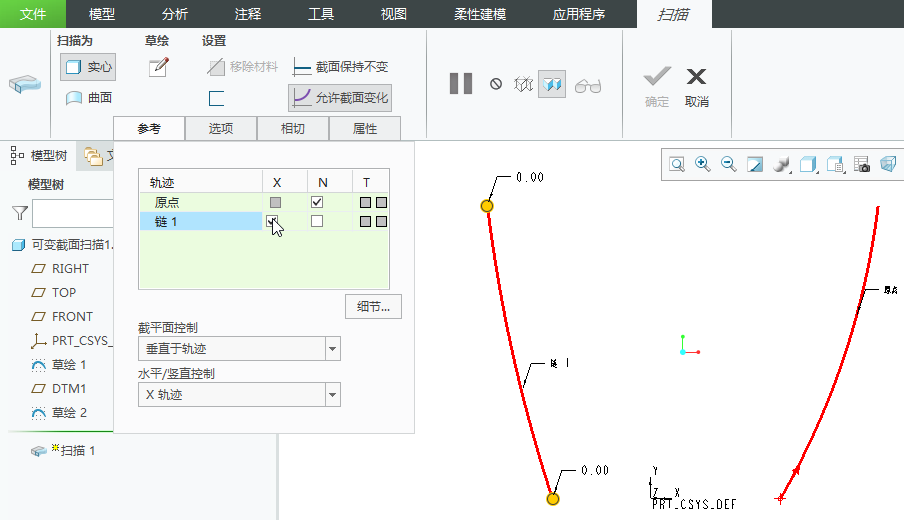 文件 模型 分析 注释 工具 视图 柔性建模 应用程序 扫描
扫描为 草绘 设置
实心 移除材料 截面保持不变
曲面 允许截面变化
确定 取消
参考 选项 相切 属性
模型树
模型树
可变截面扫描1.
RIGHT
TOP
FRONT
PRT_CSYS_
草绘 1
DTM1
草绘 2
扫描 1
轨迹 X N T
原点
链 1
细节...
截平面控制
垂直于轨迹
水平/竖直控制
X 轨迹
0.00
原点
链 1
0.00
Y
Z X
PRT_CSYS_DEF